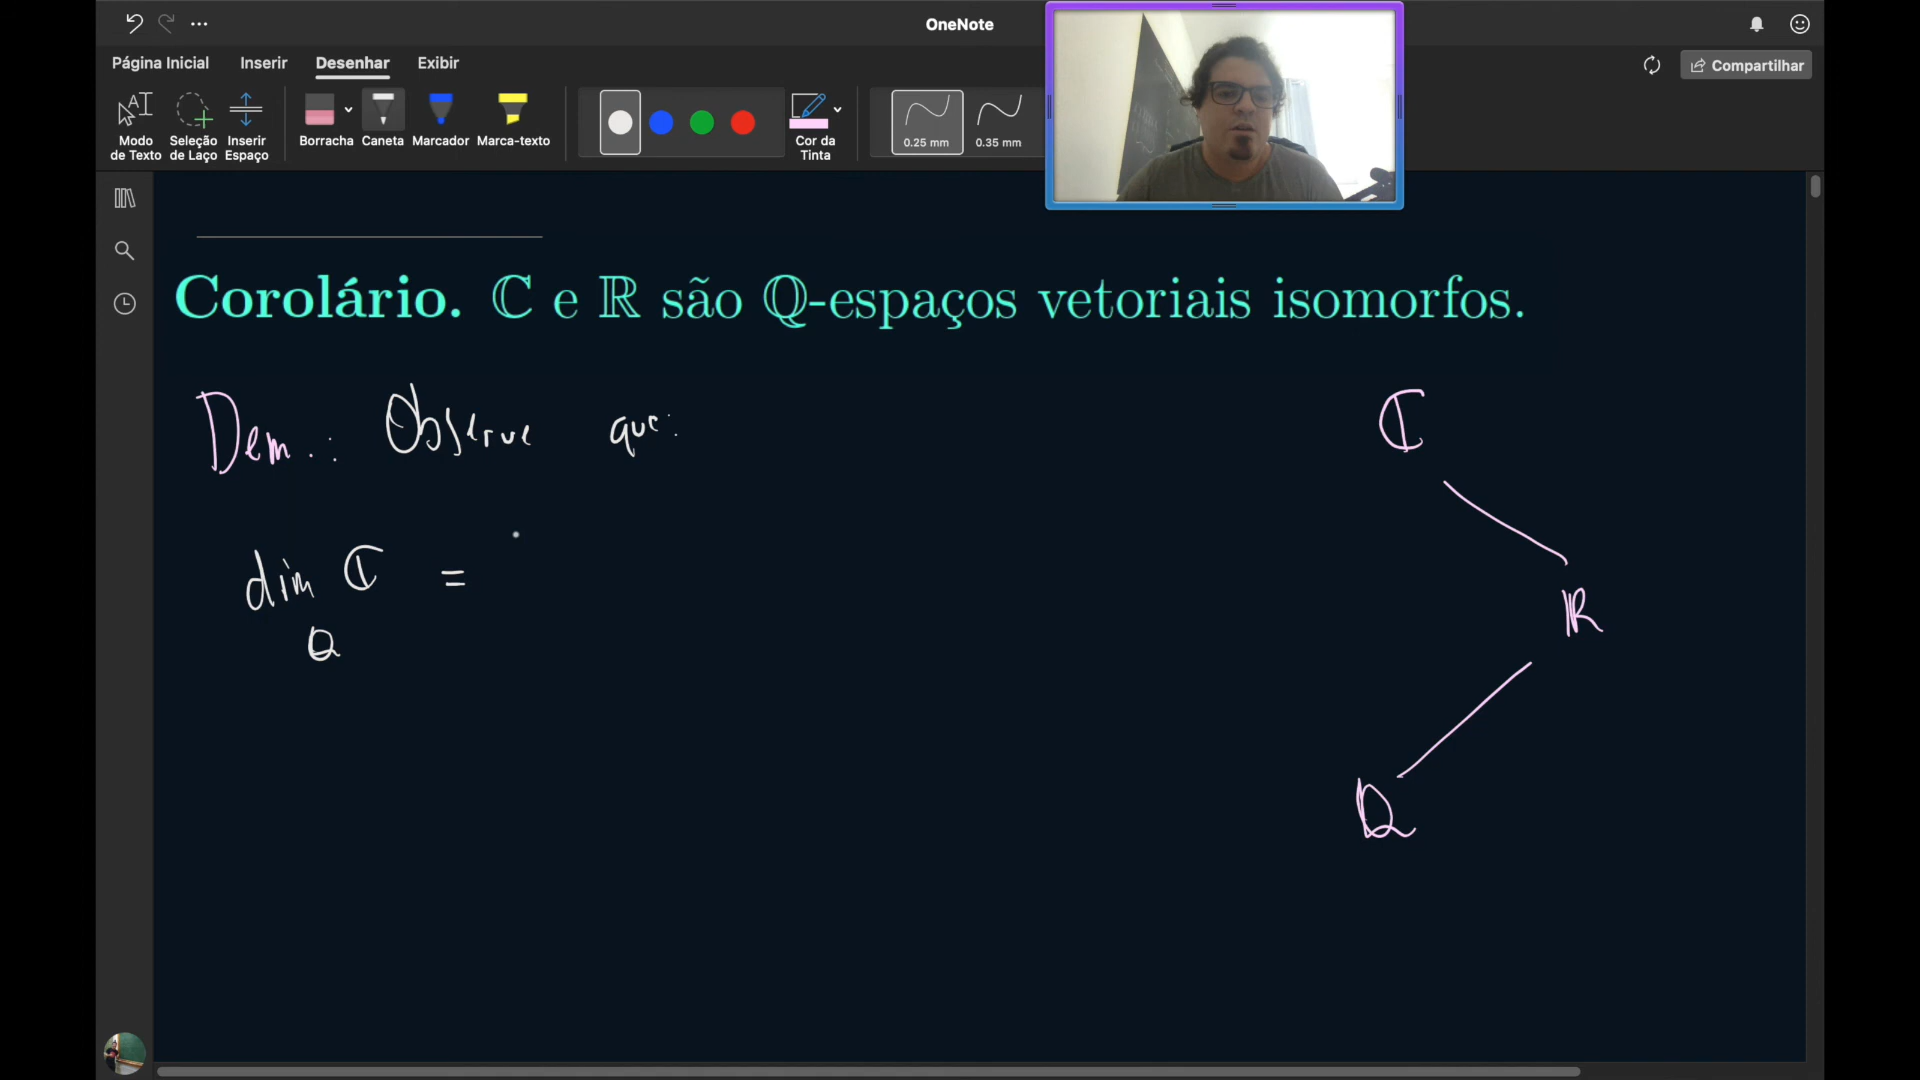 OneNote
Página Inicial Inserir Desenhar Exibir
Compartilhar
Modo de Texto
Seleção de Laço
Inserir Espaço
Borracha
Caneta
Marcador
Marca-texto
Cor da Tinta
0.25 mm
0.35 mm
Corolário. ℂ e ℝ são ℚ-espaços vetoriais isomorfos.
Dem.: Observe que:
ℂ
dim ℂ =
ℚ
ℝ
ℚ